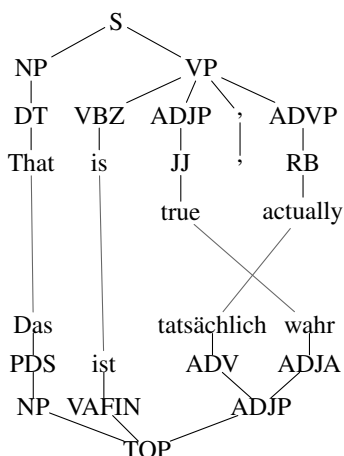 S
NP VP
DT VBZ ADJP , ADVP
That is JJ , RB
true actually
Das tatsächlich wahr
PDS ist ADV ADJA
NP VAFIN ADJP
TOP